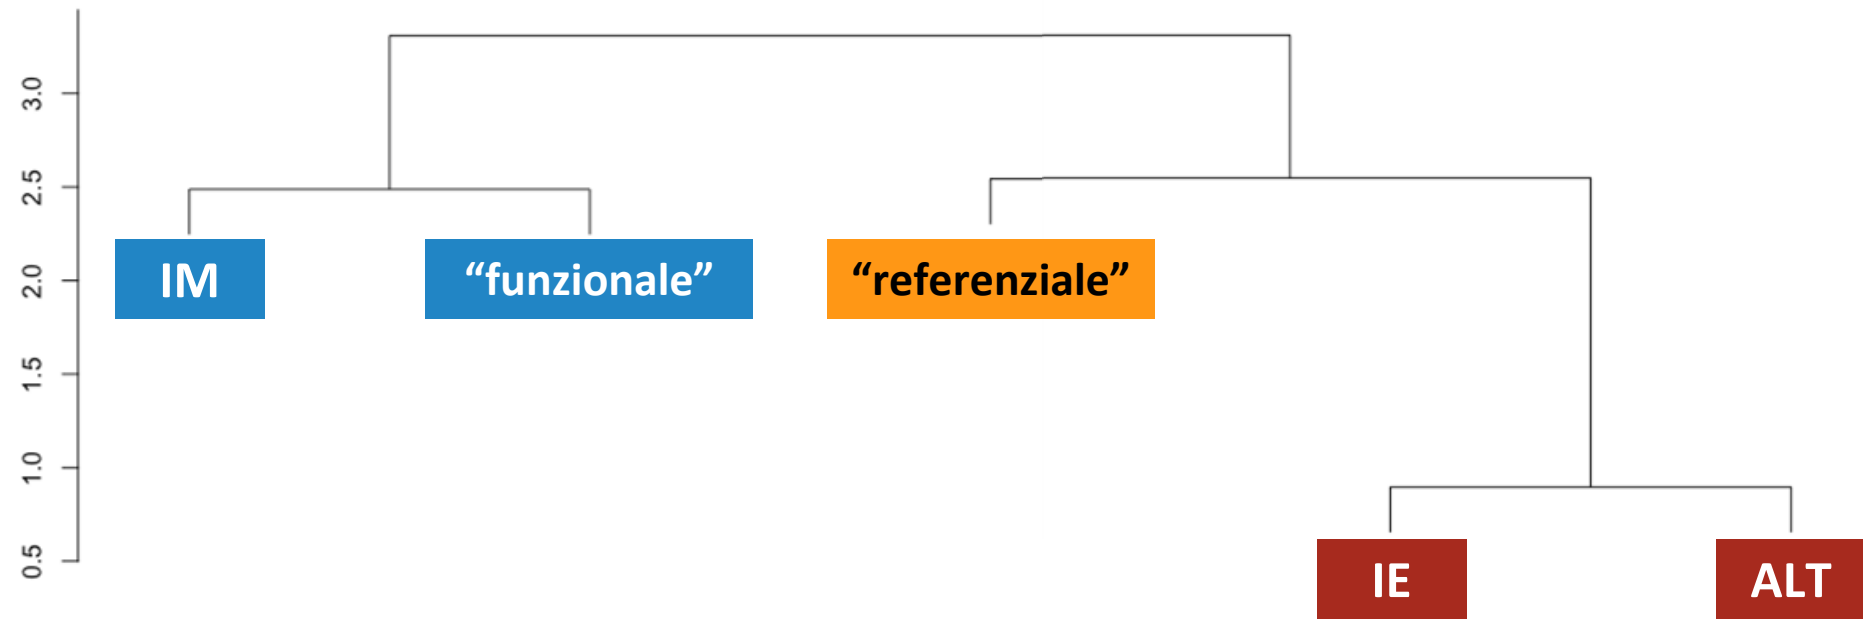 3.0
2.5
2.0
1.5
1.0
0.5
IM
“funzionale”
“referenziale”
IE
ALT